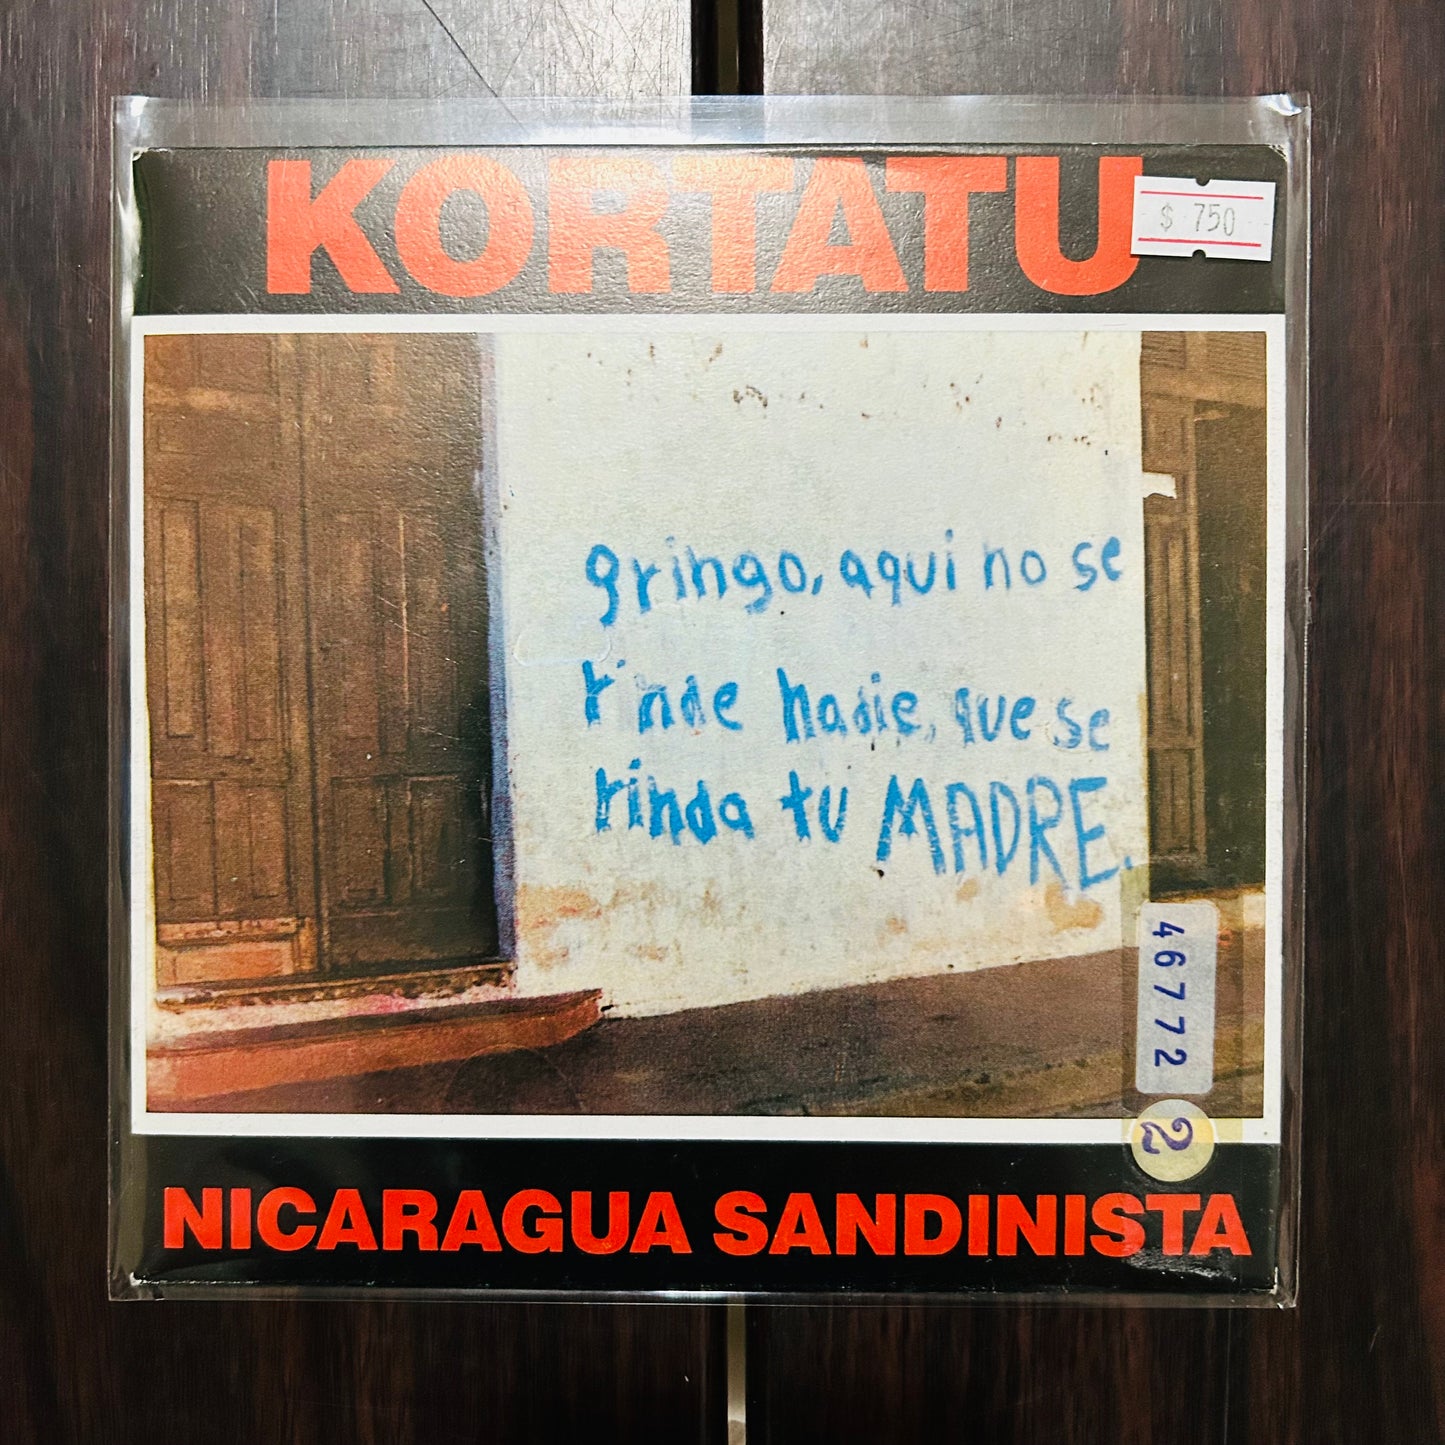 KORTATU
$ 750
gringo, aqui no se
rinde nadie, que se
rinda tu MADRE.
46772
2
NICARAGUA SANDINISTA